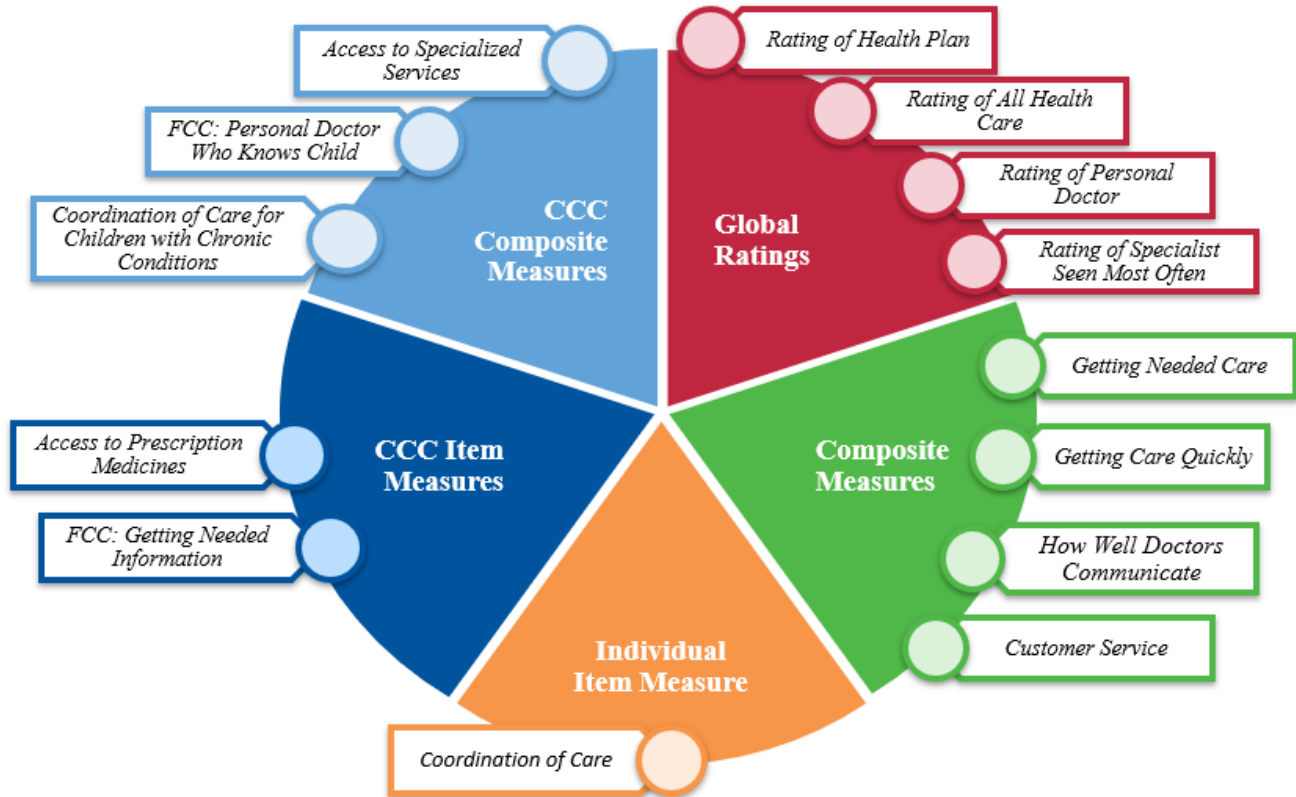 Access to Specialized
Services
FCC: Personal Doctor
Who Knows Child
Coordination of Care for
Children with Chronic
Conditions
CCC
Composite
Measures
Global
Ratings
Rating of Health Plan
Rating of All Health
Care
Rating of Personal
Doctor
Rating of Specialist
Seen Most Often
Access to Prescription
Medicines
FCC: Getting Needed
Information
CCC Item
Measures
Composite
Measures
Getting Needed Care
Getting Care Quickly
How Well Doctors
Communicate
Customer Service
Individual
Item Measure
Coordination of Care